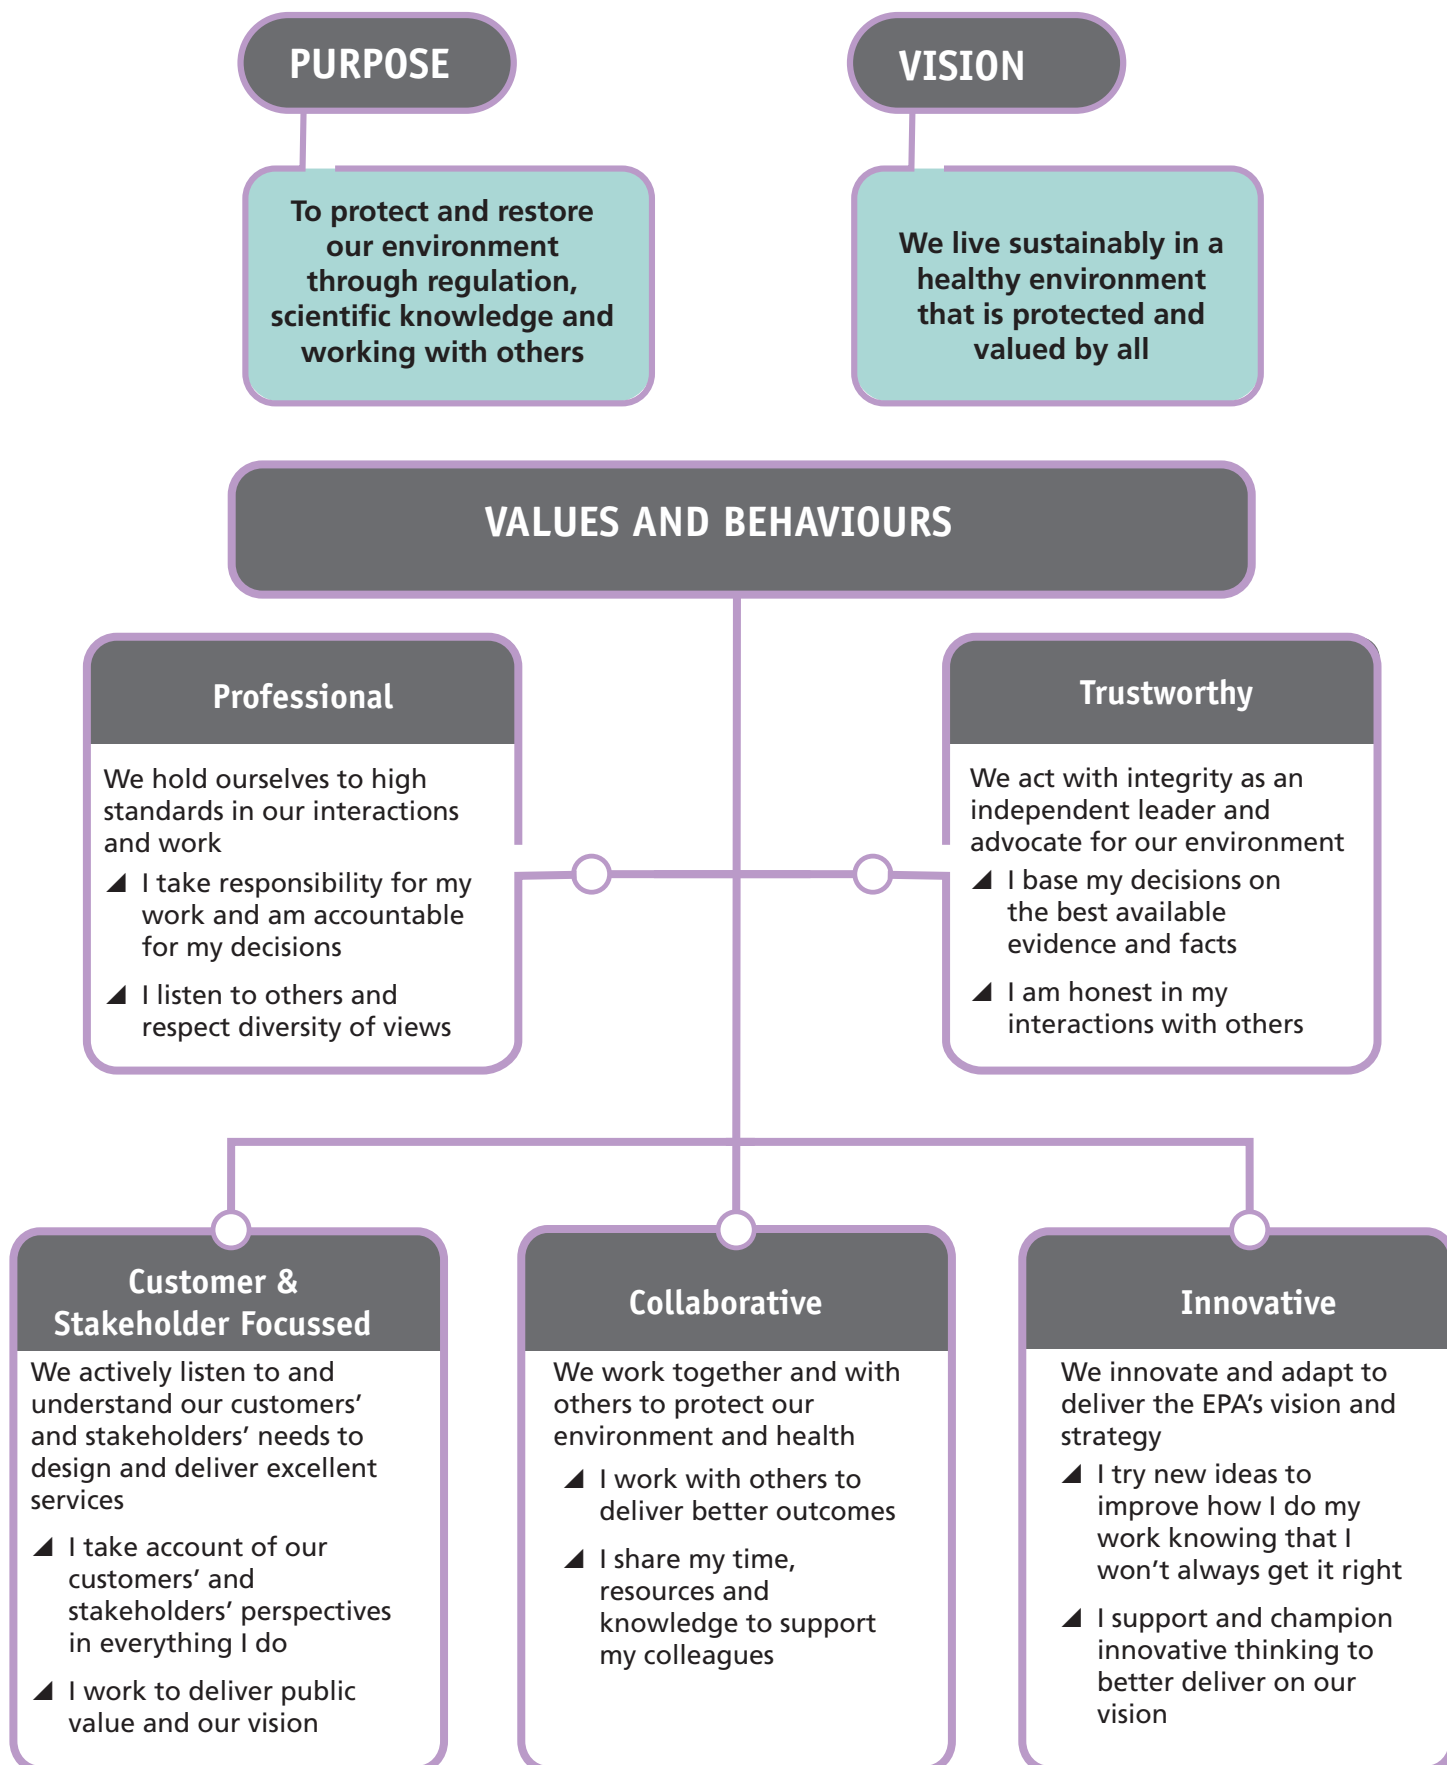 PURPOSE
To protect and restore
our environment
through regulation,
scientific knowledge and
working with others
VISION
We live sustainably in a
healthy environment
that is protected and
valued by all
VALUES AND BEHAVIOURS
Professional
We hold ourselves to high
standards in our interactions
and work
I take responsibility for my
work and am accountable
for my decisions
I listen to others and
respect diversity of views
Trustworthy
We act with integrity as an
independent leader and
advocate for our environment
I base my decisions on
the best available
evidence and facts
I am honest in my
interactions with others
Customer &
Stakeholder Focussed
We actively listen to and
understand our customers’
and stakeholders’ needs to
design and deliver excellent
services
I take account of our
customers’ and
stakeholders’ perspectives
in everything I do
I work to deliver public
value and our vision
Collaborative
We work together and with
others to protect our
environment and health
I work with others to
deliver better outcomes
I share my time,
resources and
knowledge to support
my colleagues
Innovative
We innovate and adapt to
deliver the EPA’s vision and
strategy
I try new ideas to
improve how I do my
work knowing that I
won’t always get it right
I support and champion
innovative thinking to
better deliver on our
vision